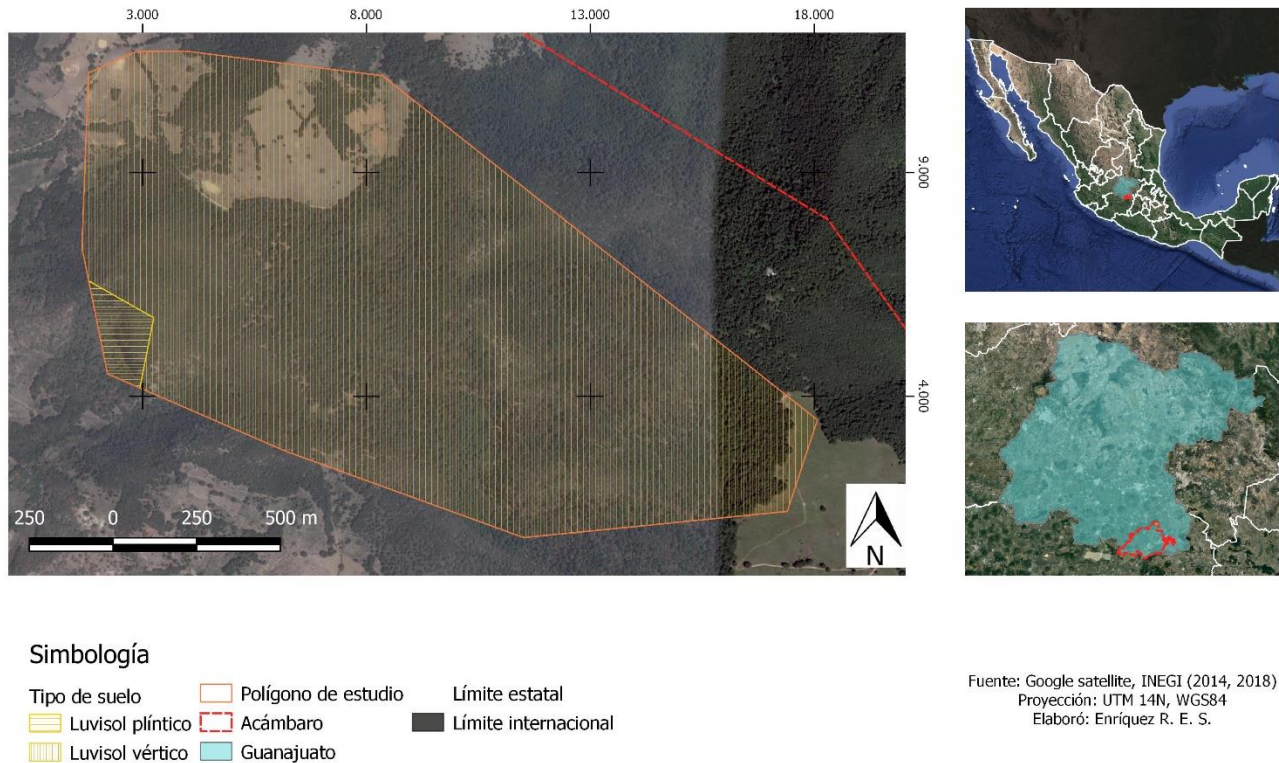 3.000 8.000 13.000 18.000
9.000
4.000
250 0 250 500 m
N
Simbología
Tipo de suelo
Luvisol plíntico
Luvisol vértico
Polígono de estudio
Acámbaro
Guanajuato
Límite estatal
Límite internacional
Fuente: Google satellite, INEGI (2014, 2018)
Proyección: UTM 14N, WGS84
Elaboró: Enríquez R. E. S.